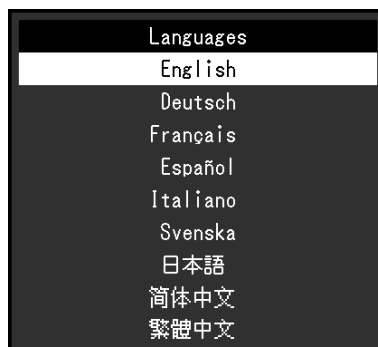 Languages
English
Deutsch
Français
Español
Italiano
Svenska
日本語
简体中文
繁體中文